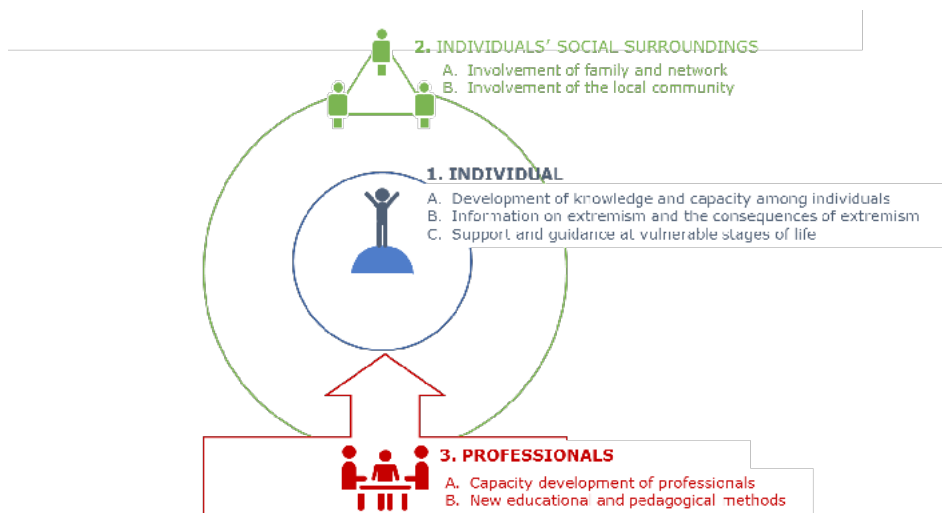 2. INDIVIDUALS' SOCIAL SURROUNDINGS
A. Involvement of family and network
B. Involvement of the local community
1. INDIVIDUAL
A. Development of knowledge and capacity among individuals
B. Information on extremism and the consequences of extremism
C. Support and guidance at vulnerable stages of life
3. PROFESSIONALS
A. Capacity development of professionals
B. New educational and pedagogical methods